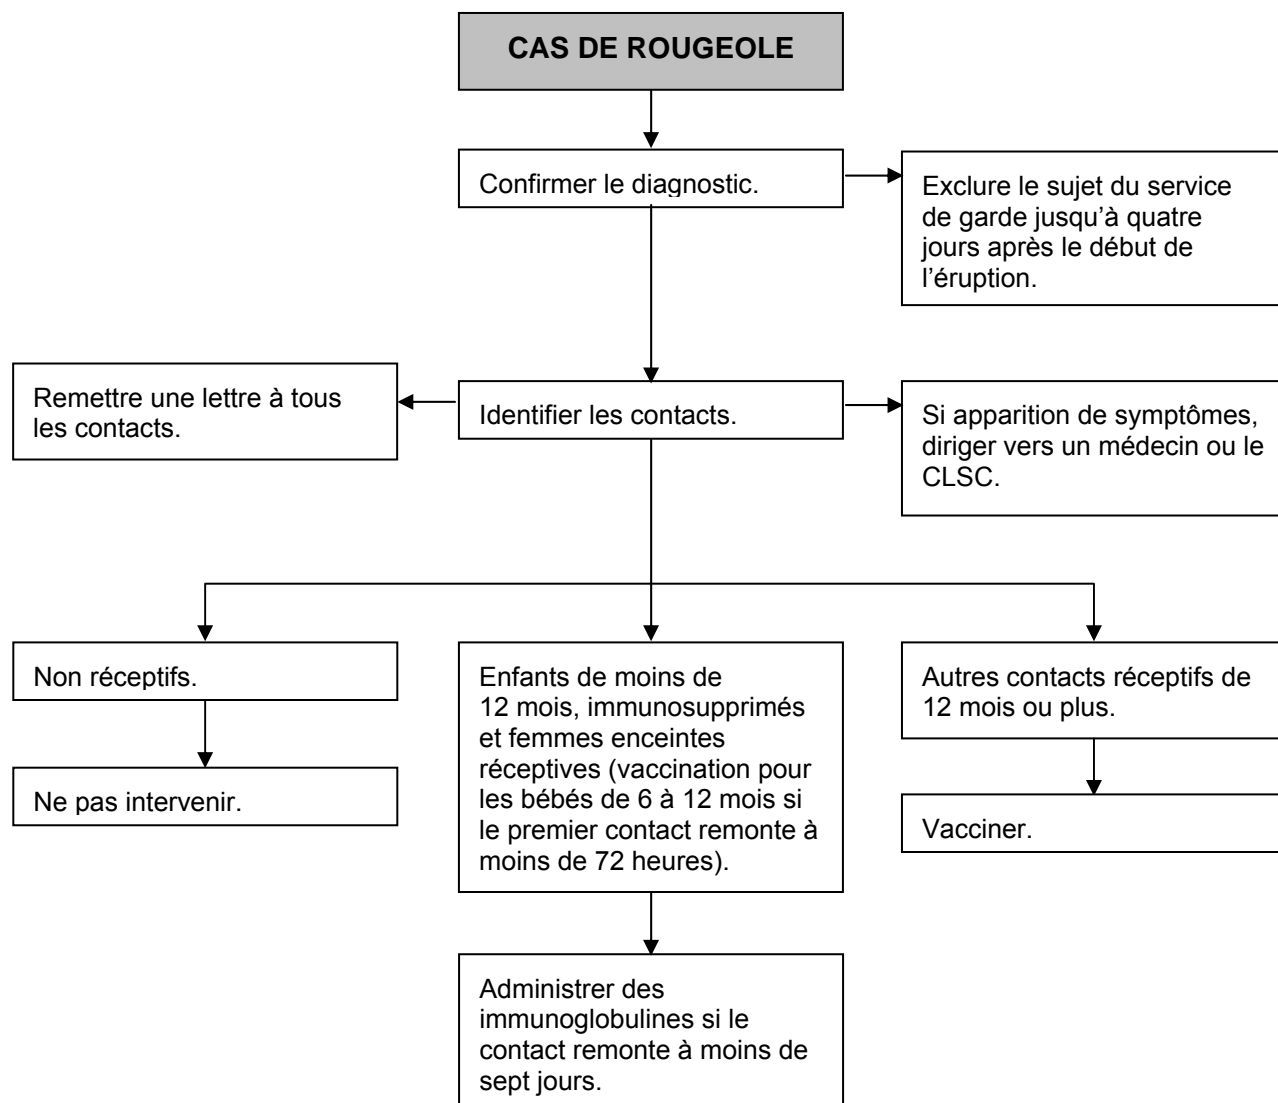 CAS DE ROUGEOLE
Confirmer le diagnostic.
Exclure le sujet du service
de garde jusqu’à quatre
jours après le début de
l’éruption.
Remettre une lettre à tous
les contacts.
Identifier les contacts.
Si apparition de symptômes,
diriger vers un médecin ou le
CLSC.
Non réceptifs.
Ne pas intervenir.
Enfants de moins de
12 mois, immunosupprimés
et femmes enceintes
réceptives (vaccination pour
les bébés de 6 à 12 mois si
le premier contact remonte à
moins de 72 heures).
Administrer des
immunoglobulines si le
contact remonte à moins de
sept jours.
Autres contacts réceptifs de
12 mois ou plus.
Vacciner.